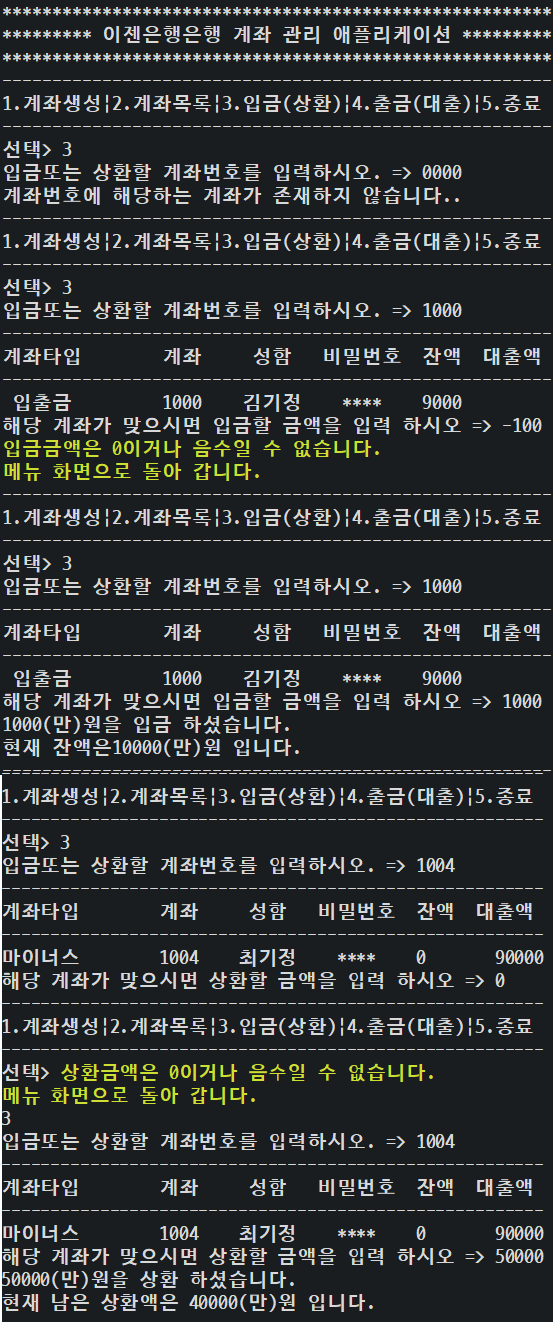 *******************************************************
********* 이젠은행은행 계좌 관리 애플리케이션 *********
*******************************************************
-------------------------------------------------------
1.계좌생성¦2.계좌목록¦3.입금(상환)¦4.출금(대출)¦5.종료
-------------------------------------------------------
선택> 3
입금또는 상환할 계좌번호를 입력하시오. => 0000
계좌번호에 해당하는 계좌가 존재하지 않습니다..
-------------------------------------------------------
1.계좌생성¦2.계좌목록¦3.입금(상환)¦4.출금(대출)¦5.종료
-------------------------------------------------------
선택> 3
입금또는 상환할 계좌번호를 입력하시오. => 1000
-------------------------------------------------------
계좌타입 계좌 성함 비밀번호 잔액 대출액
-------------------------------------------------------
입출금 1000 김기정 **** 9000
해당 계좌가 맞으시면 입금할 금액을 입력 하시오 => -100
입금금액은 0이거나 음수일 수 없습니다.
메뉴 화면으로 돌아 갑니다.
-------------------------------------------------------
1.계좌생성¦2.계좌목록¦3.입금(상환)¦4.출금(대출)¦5.종료
-------------------------------------------------------
선택> 3
입금또는 상환할 계좌번호를 입력하시오. => 1000
-------------------------------------------------------
계좌타입 계좌 성함 비밀번호 잔액 대출액
-------------------------------------------------------
입출금 1000 김기정 **** 9000
해당 계좌가 맞으시면 입금할 금액을 입력 하시오 => 1000
1000(만)원을 입금 하셨습니다.
현재 잔액은10000(만)원 입니다.
-------------------------------------------------------
1.계좌생성¦2.계좌목록¦3.입금(상환)¦4.출금(대출)¦5.종료
-------------------------------------------------------
선택> 3
입금또는 상환할 계좌번호를 입력하시오. => 1004
-------------------------------------------------------
계좌타입 계좌 성함 비밀번호 잔액 대출액
-------------------------------------------------------
마이너스 1004 최기정 **** 0 90000
해당 계좌가 맞으시면 상환할 금액을 입력 하시오 => 0
-------------------------------------------------------
1.계좌생성¦2.계좌목록¦3.입금(상환)¦4.출금(대출)¦5.종료
-------------------------------------------------------
선택> 상환금액은 0이거나 음수일 수 없습니다.
메뉴 화면으로 돌아 갑니다.
3
입금또는 상환할 계좌번호를 입력하시오. => 1004
-------------------------------------------------------
계좌타입 계좌 성함 비밀번호 잔액 대출액
-------------------------------------------------------
마이너스 1004 최기정 **** 0 90000
해당 계좌가 맞으시면 상환할 금액을 입력 하시오 => 50000
50000(만)원을 상환 하셨습니다.
현재 남은 상환액은 40000(만)원 입니다.